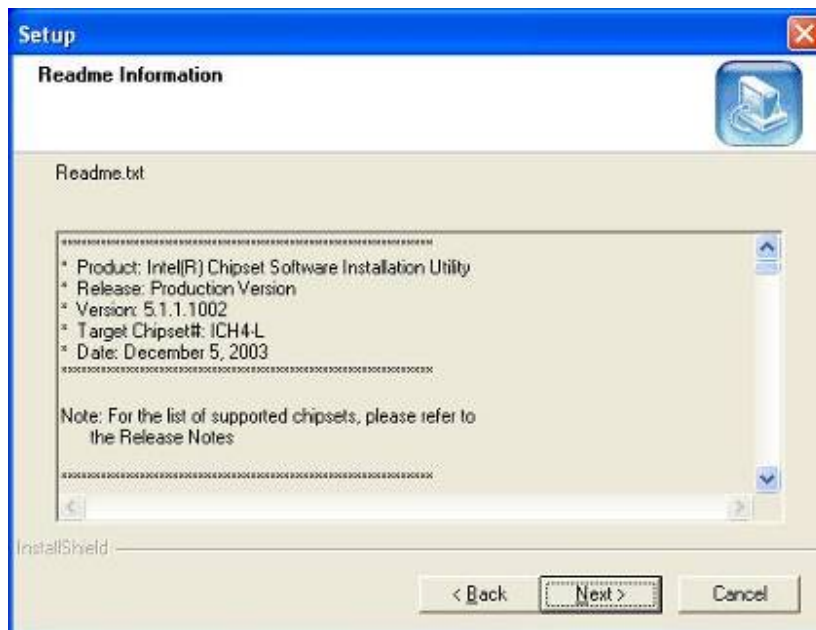 Setup
Readme Information
Readme.txt
******************************************************************
* Product: Intel(R) Chipset Software Installation Utility
* Release: Production Version
* Version: 5.1.1.1002
* Target Chipset#: ICH4-L
* Date: December 5, 2003
******************************************************************
Note: For the list of supported chipsets, please refer to
the Release Notes
******************************************************************
InstallShield
< Back
Next >
Cancel